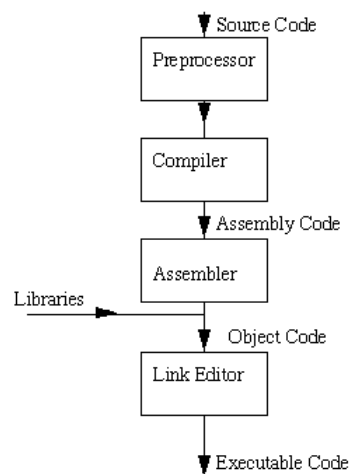 Source Code
Preprocessor
Compiler
Assembly Code
Assembler
Libraries
Object Code
Link Editor
Executable Code